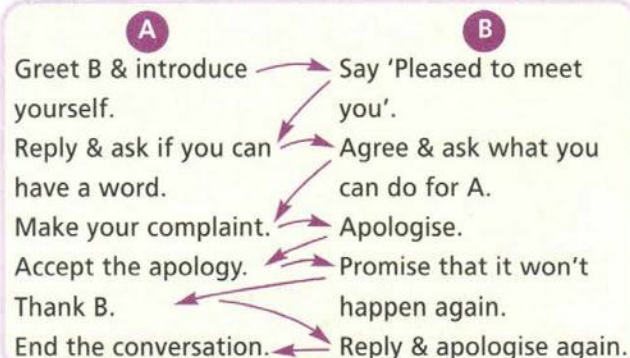 A
Greet B & introduce
yourself.
Reply & ask if you can
have a word.
Make your complaint.
Accept the apology.
Thank B.
End the conversation.
B
Say 'Pleased to meet
you'.
Agree & ask what you
can do for A.
Apologise.
Promise that it won't
happen again.
Reply & apologise again.